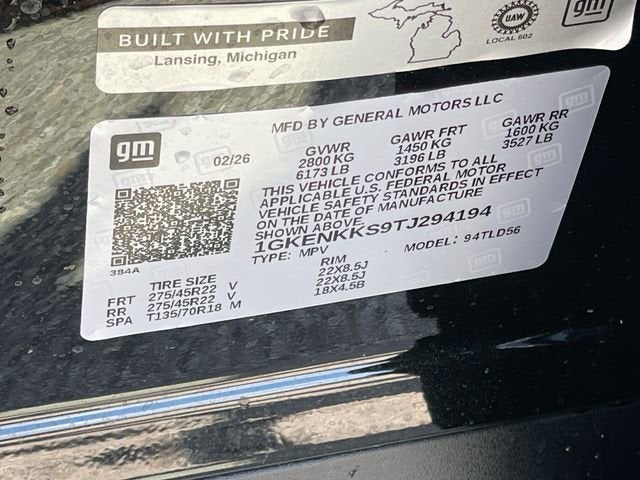 BUILT WITH PRIDE
Lansing, Michigan
UAW
LOCAL 602
gm
MFD BY GENERAL MOTORS LLC
gm
02/26
GVWR
2800 KG
6173 LB
GAWR FRT
1450 KG
3196 LB
GAWR RR
1600 KG
3527 LB
THIS VEHICLE CONFORMS TO ALL
APPLICABLE U.S. FEDERAL MOTOR
VEHICLE SAFETY STANDARDS IN EFFECT
ON THE DATE OF MANUFACTURE
SHOWN ABOVE.
1GKENKKS9TJ294194
TYPE: MPV
MODEL: 94TLD56
384A
TIRE SIZE RIM
FRT 275/45R22 V 22X8.5J
RR 275/45R22 V 22X8.5J
SPA T135/70R18 M 18X4.5B